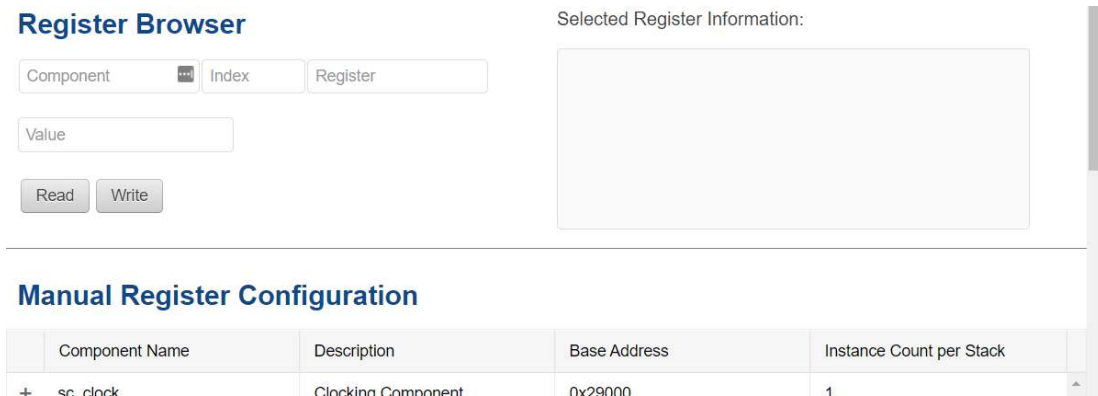 Register Browser
Selected Register Information:
Component Index Register
Value
Read Write
Manual Register Configuration
Component Name Description Base Address Instance Count per Stack
+ sc_clock Clocking Component 0x29000 1